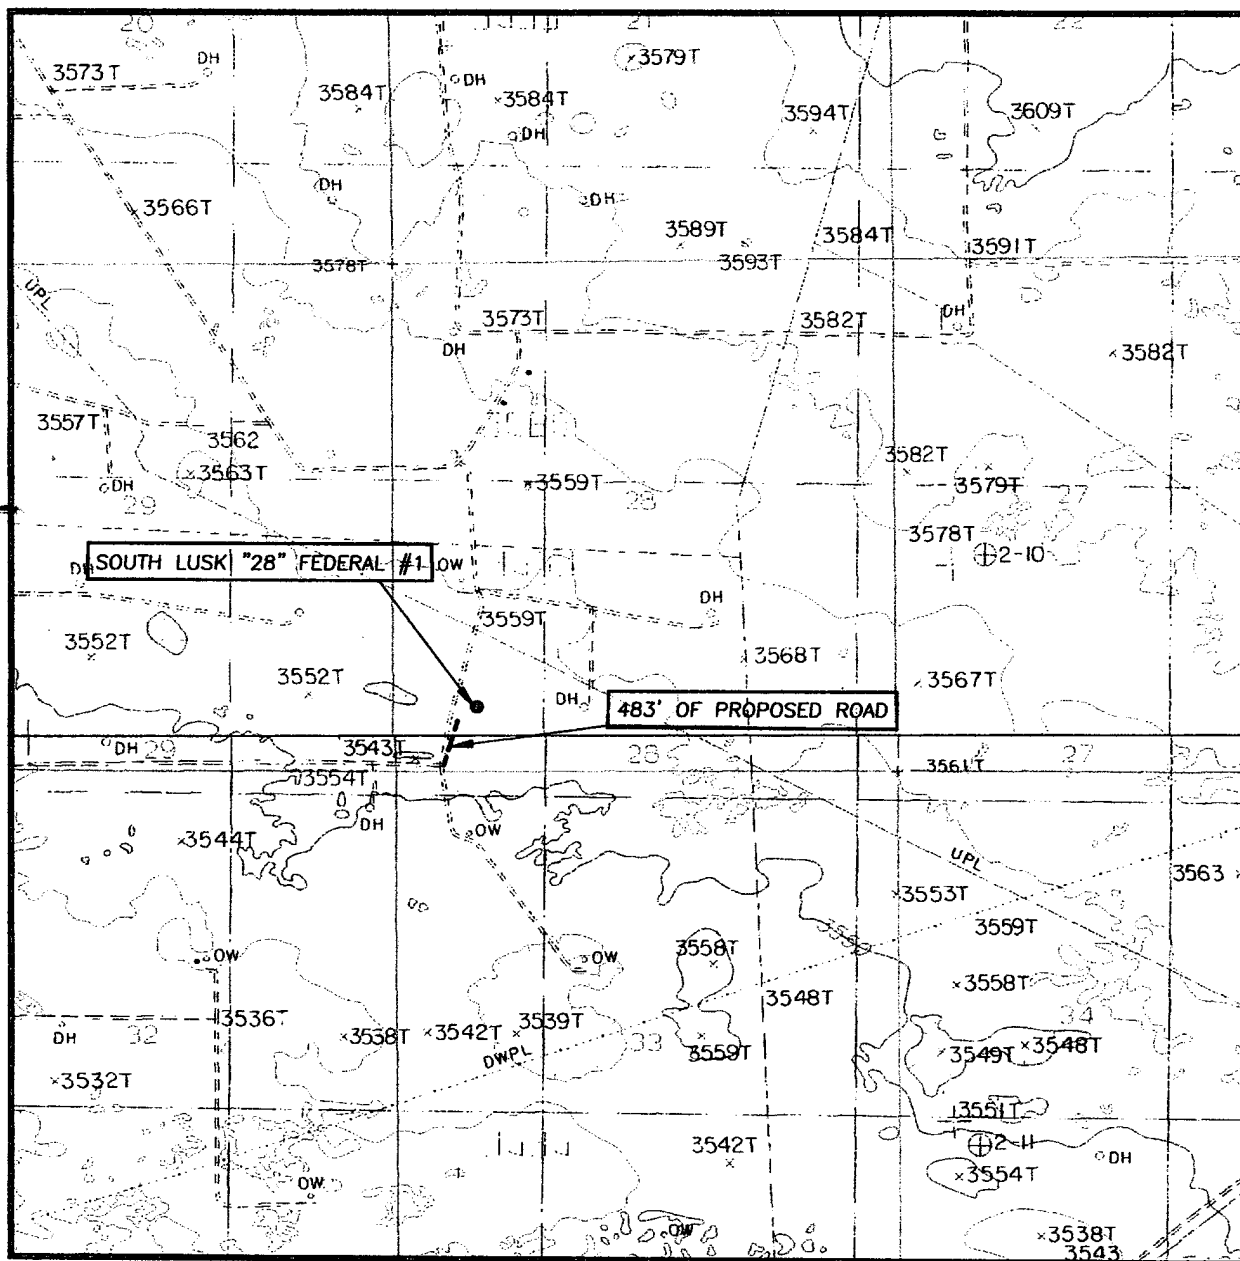 20
21
22
DH
3573T
3584T
DH
3584T
3579T
3594T
3609T
DH
3566T
DH
DH
3589T
3584T
3591T
3578T
3593T
UPL
3573T
3582T
DH
DH
3582T
3557T
3562
3563T
DH
29
3559T
28
3582T
3579T
27
3578T
2-10
SOUTH LUSK "28" FEDERAL #1
OW
DH
3559T
DH
3552T
3552T
3568T
3567T
DH
483' OF PROPOSED ROAD
DH
29
3543T
28
3561T
27
3554T
DH
OW
3544T
UPL
3553T
3563
3559T
3550
OW
OW
3558T
3558T
3548T
3536T
DH
32
3538T
3542T
3539T
33
3559T
34
3549T
3548T
DWPL
3532T
3551T
3542T
2-11
DH
3554T
OW
OW
3538T
3543